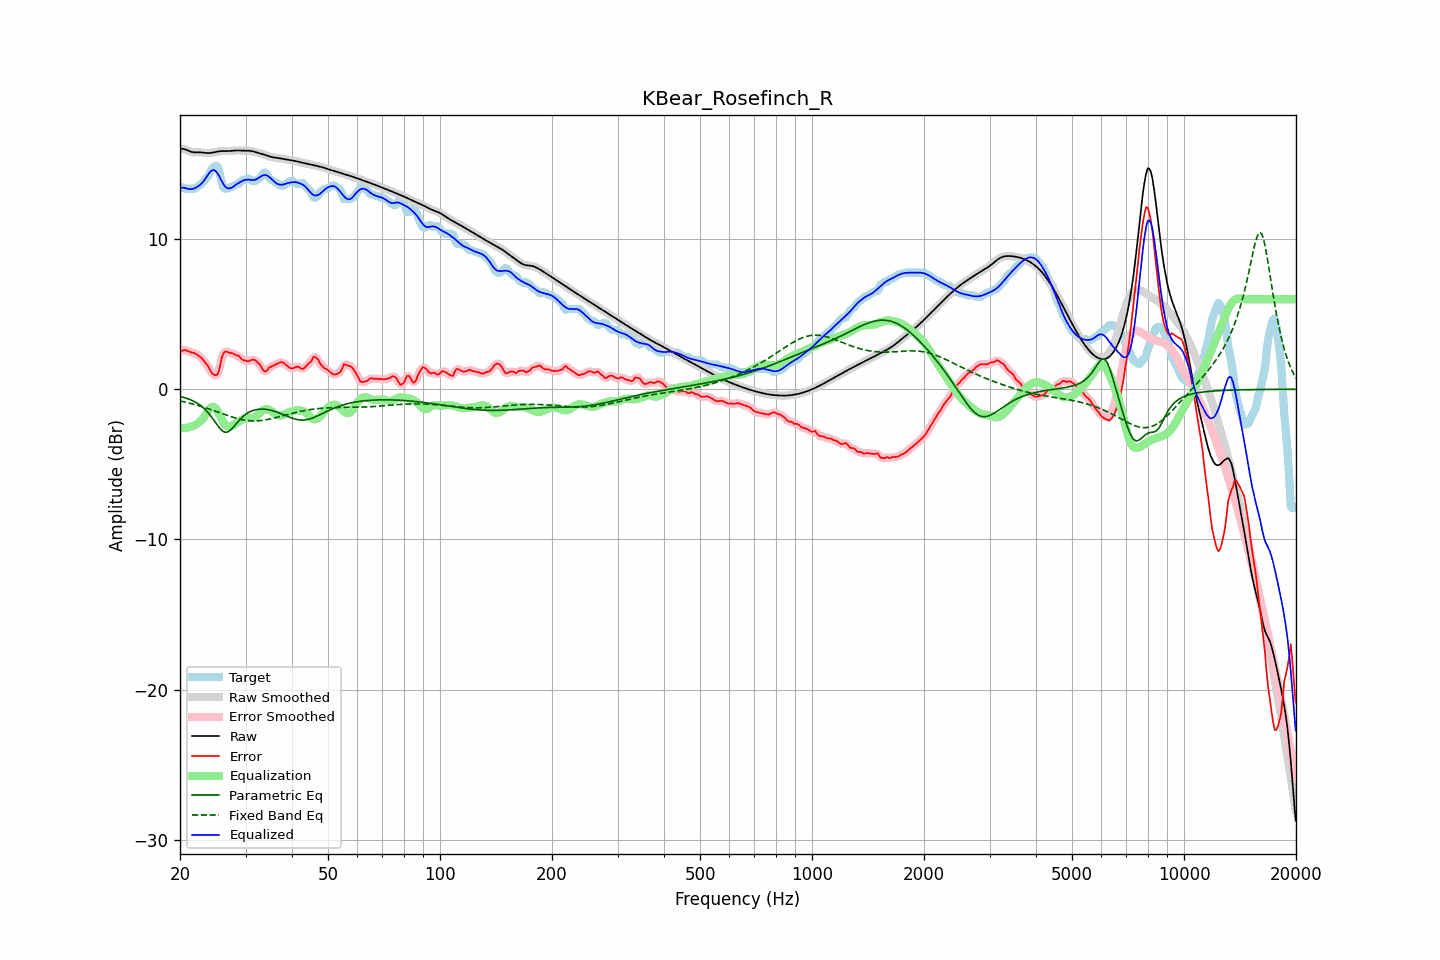 KBear_Rosefinch_R
Amplitude (dBr)
10
0
−10
−20
−30
Target
Raw Smoothed
Error Smoothed
Raw
Error
Equalization
Parametric Eq
Fixed Band Eq
Equalized
20 50 100 200 500 1000 2000 5000 10000 20000
Frequency (Hz)